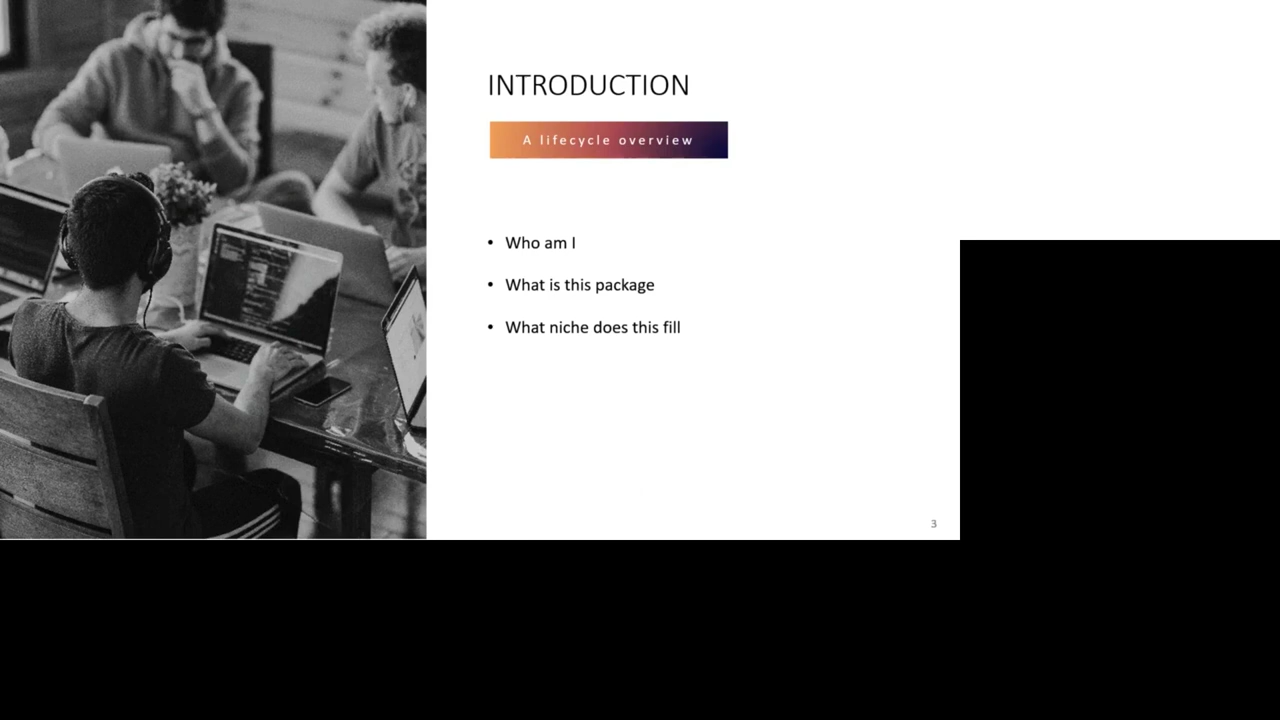 INTRODUCTION
A lifecycle overview
• Who am I
• What is this package
• What niche does this fill
3